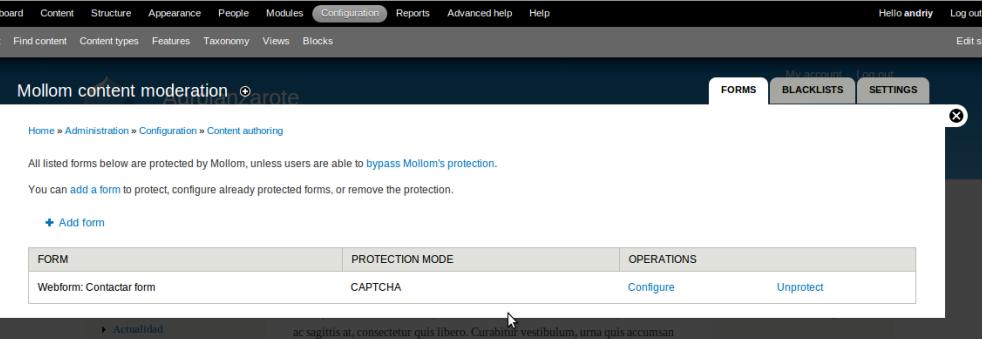 board Content Structure Appearance People Modules Configuration Reports Advanced help Help Hello andriy Log out
Find content Content types Features Taxonomy Views Blocks Edit s
My account Log out
Mollom content moderation FORMS BLACKLISTS SETTINGS
Agrolanzarote
Home » Administration » Configuration » Content authoring
All listed forms below are protected by Mollom, unless users are able to bypass Mollom's protection.
You can add a form to protect, configure already protected forms, or remove the protection.
Add form
FORM PROTECTION MODE OPERATIONS
Webform: Contactar form CAPTCHA Configure Unprotect
Actualidad
ac sagittis at, consectetur quis libero. Curabitur vestibulum, urna quis accumsan